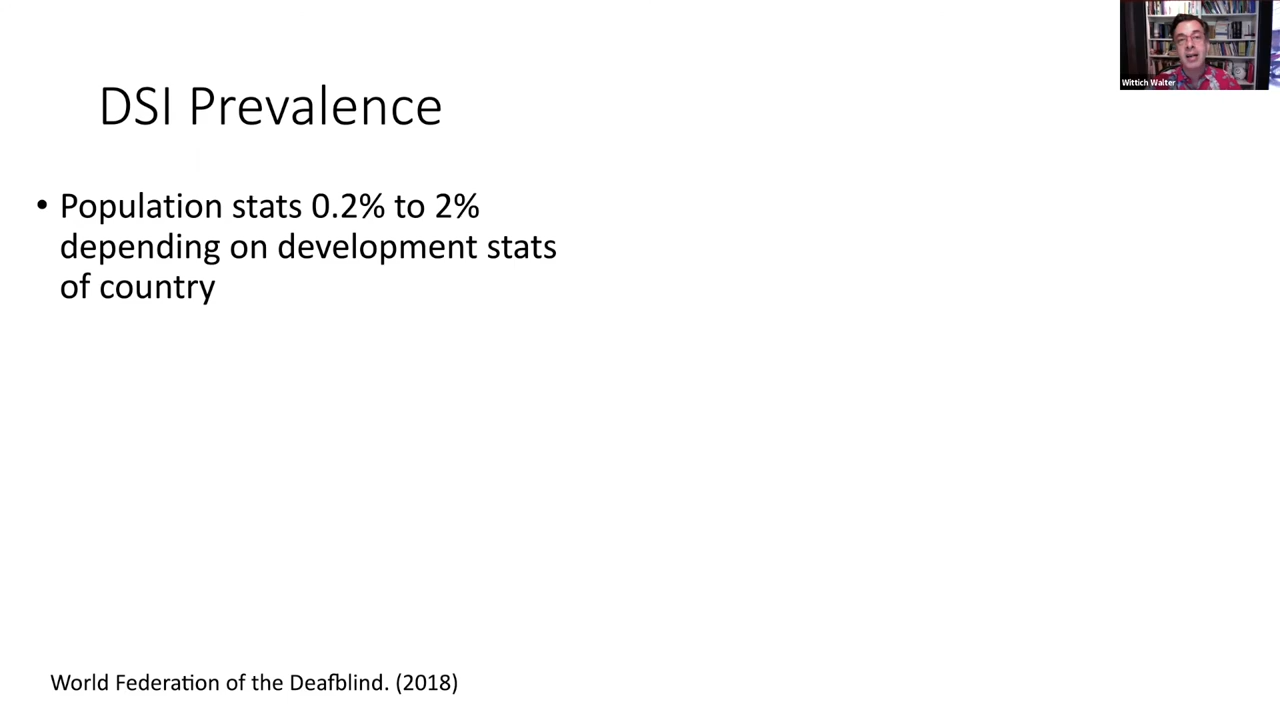 Wittich Walter
DSI Prevalence
• Population stats 0.2% to 2%
depending on development stats
of country
World Federation of the Deafblind. (2018)